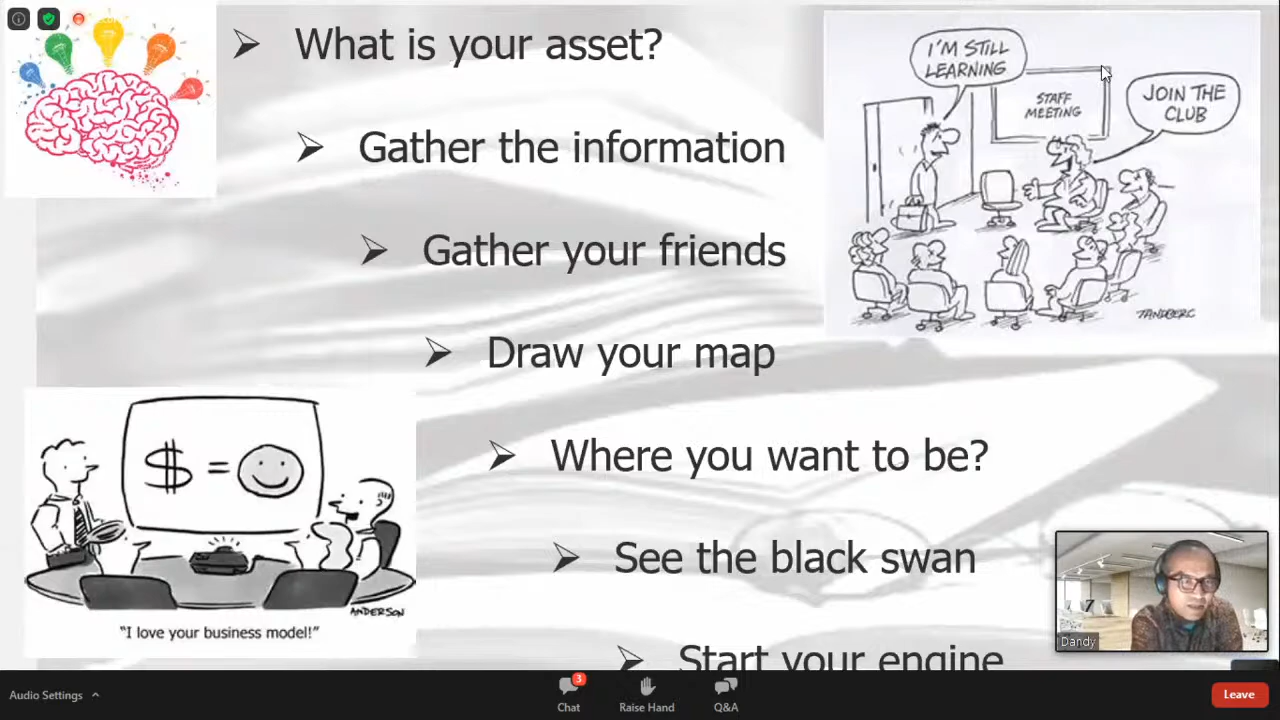 What is your asset?
Gather the information
Gather your friends
Draw your map
Where you want to be?
See the black swan
Start your engine
I'M STILL
LEARNING
STAFF
MEETING
JOIN THE
CLUB
TANDBERG
$ =
ANDERSON
"I love your business model!"
7
Dandy
Audio Settings
3
Chat
Raise Hand
Q&A
Leave